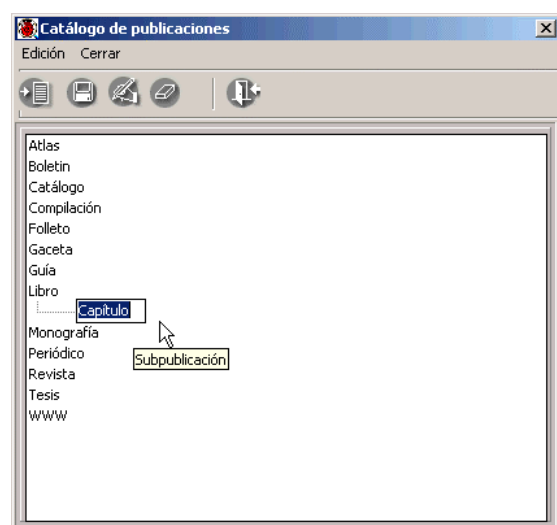 Catálogo de publicaciones
Edición Cerrar
Atlas
Boletin
Catálogo
Compilación
Folleto
Gaceta
Guía
Libro
Capítulo
Monografía
Periódico
Subpublicación
Revista
Tesis
WWW